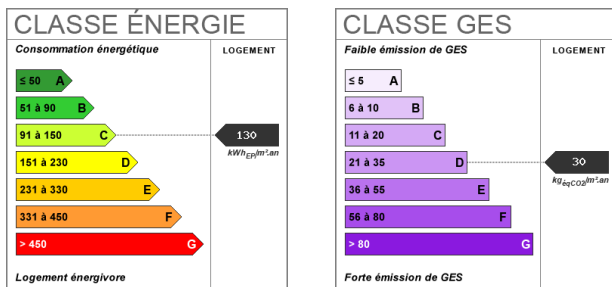 CLASSE ÉNERGIE
Consommation énergétique
LOGEMENT
≤ 50 A
51 à 90 B
91 à 150 C
130
kWhEP/m².an
151 à 230 D
231 à 330 E
331 à 450 F
> 450 G
Logement énergivore
CLASSE GES
Faible émission de GES
LOGEMENT
≤ 5 A
6 à 10 B
11 à 20 C
21 à 35 D
30
kgéqCO2/m².an
36 à 55 E
56 à 80 F
> 80 G
Forte émission de GES